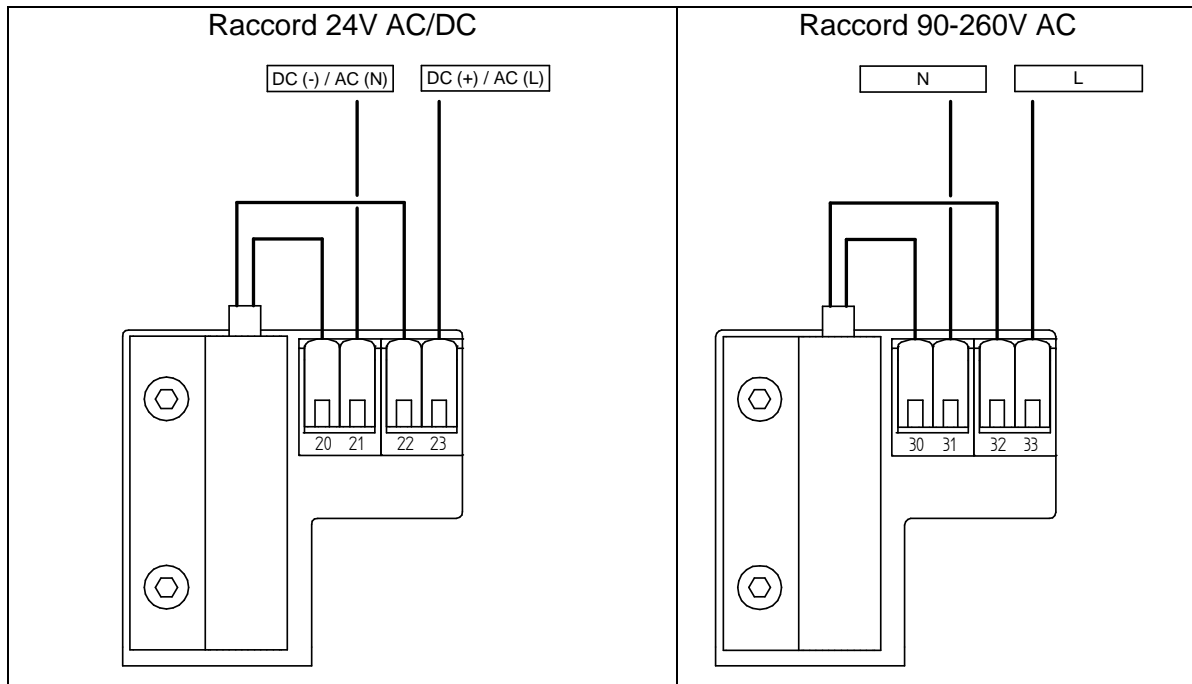 Raccord 24V AC/DC
DC (-) / AC (N)
DC (+) / AC (L)
20 21 22 23
Raccord 90-260V AC
N
L
30 31 32 33